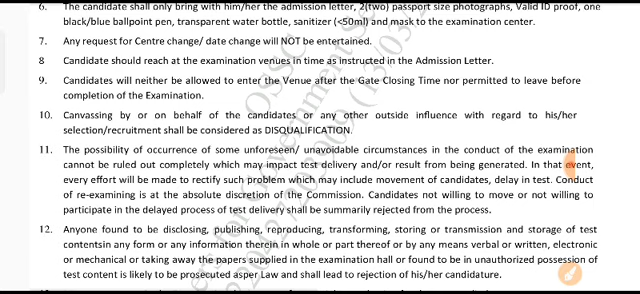 6. The candidate shall only bring with him/her the admission letter, 2(two) passport size photographs, Valid ID proof, one
black/blue ballpoint pen, transparent water bottle, sanitizer (<50ml) and mask to the examination center.
7. Any request for Centre change/ date change will NOT be entertained.
8 Candidate should reach at the examination venues In time as Instructed in the Admission Letter.
9. Candidates will neither be allowed to enter the Venue after the Gate Closing Time nor permitted to leave before
completion of the Examination.
10. Canvassing by or on behalf of the candidates or any other outside influence with regard to his/her
selection/recruitment shall be considered as DISQUALIFICATION.
11. The possibility of occurrence of some unforeseen/ unavoidable circumstances in the conduct of the examination
cannot be ruled out completely which may impact test delivery and/or result from being generated. In that event,
every effort will be made to rectify such problem which may include movement of candidates, delay in test. Conduct
of re-examining is at the absolute discretion of the Commission. Candidates not willing to move or not willing to
participate in the delayed process of test delivery shall be summarily rejected from the process.
12. Anyone found to be disclosing, publishing, reproducing, transforming, storing or transmission and storage of test
contentsin any form or any information therein in whole or part thereof or by any means verbal or written, electronic
or mechanical or taking away the papers supplied in the examination hall or found to be in unauthorized possession of
test content is likely to be prosecuted asper Law and shall lead to rejection of his/her candidature.